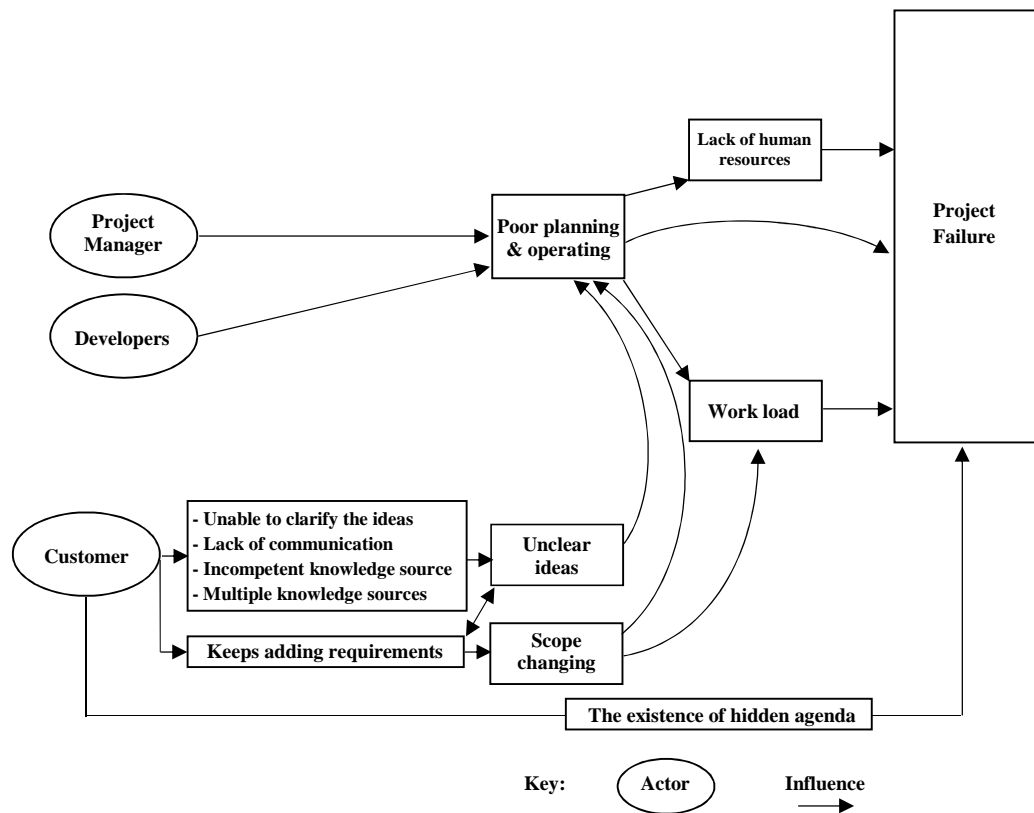 Lack of human
resources
Project
Failure
Project
Manager
Poor planning
& operating
Developers
Work load
Customer
- Unable to clarify the ideas
- Lack of communication
- Incompetent knowledge source
- Multiple knowledge sources
Unclear
ideas
Keeps adding requirements
Scope
changing
The existence of hidden agenda
Key:
Actor
Influence